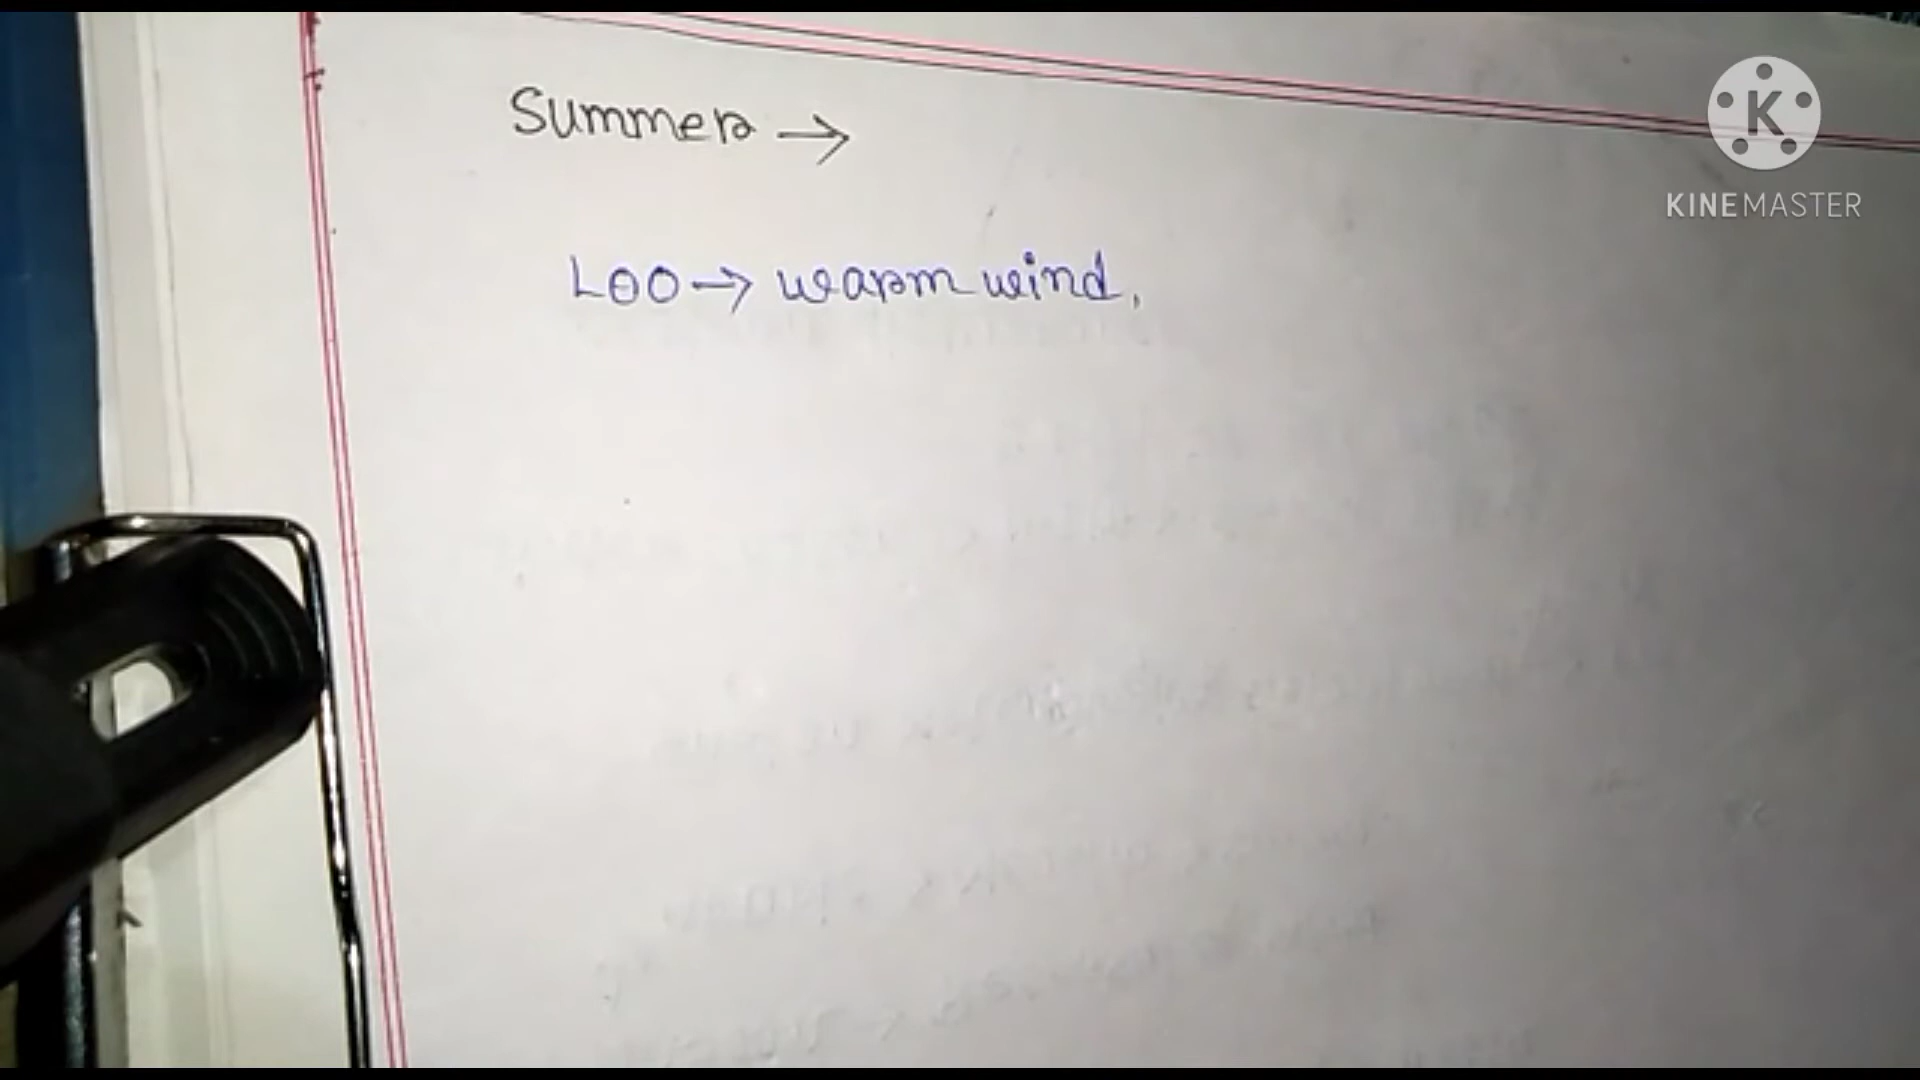 Summer →
LOO → warm wind,
K
KINEMASTER